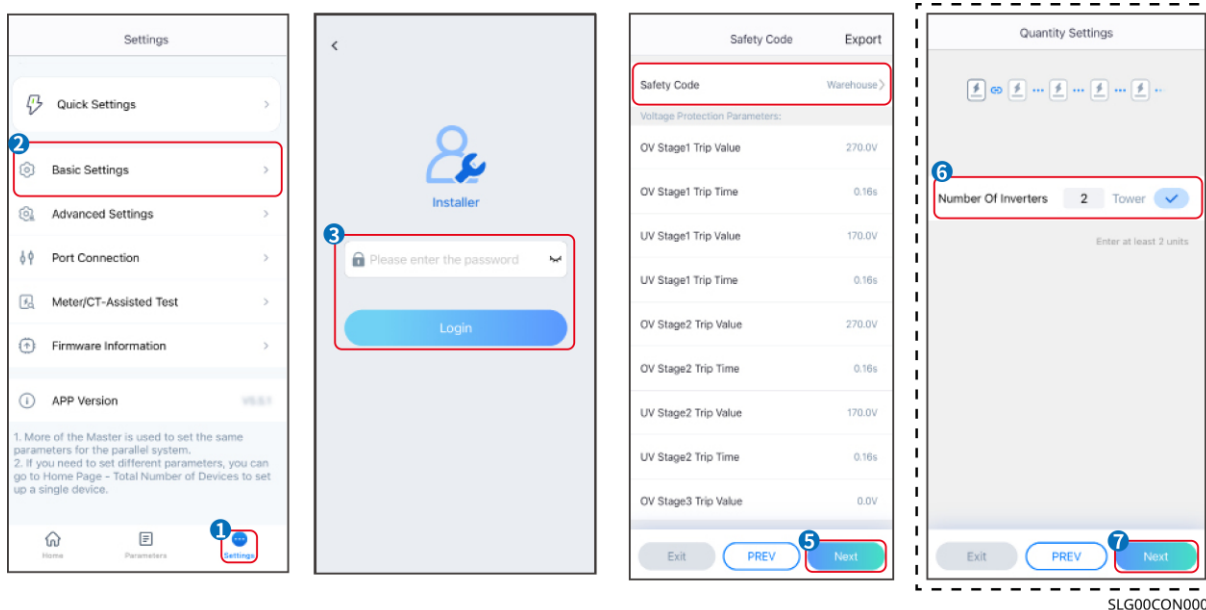 Settings
Quick Settings
2
Basic Settings
Advanced Settings
Port Connection
Meter/CT-Assisted Test
Firmware Information
APP Version
1. More of the Master is used to set the same
parameters for the parallel system.
2. If you need to set different parameters, you can
go to Home Page - Total Number of Devices to set
up a single device.
1
Home
Parameters
Settings
Installer
3
Please enter the password
Login
Safety Code
Export
Safety Code
Warehouse
Voltage Protection Parameters:
OV Stage1 Trip Value 270.0V
OV Stage1 Trip Time 0.16s
UV Stage1 Trip Value 170.0V
UV Stage1 Trip Time 0.16s
OV Stage2 Trip Value 270.0V
OV Stage2 Trip Time 0.16s
UV Stage2 Trip Value 170.0V
UV Stage2 Trip Time 0.16s
OV Stage3 Trip Value 0.0V
5
Exit PREV Next
Quantity Settings
6
Number Of Inverters 2 Tower
Enter at least 2 units
7
Exit PREV Next
SLG00CON000